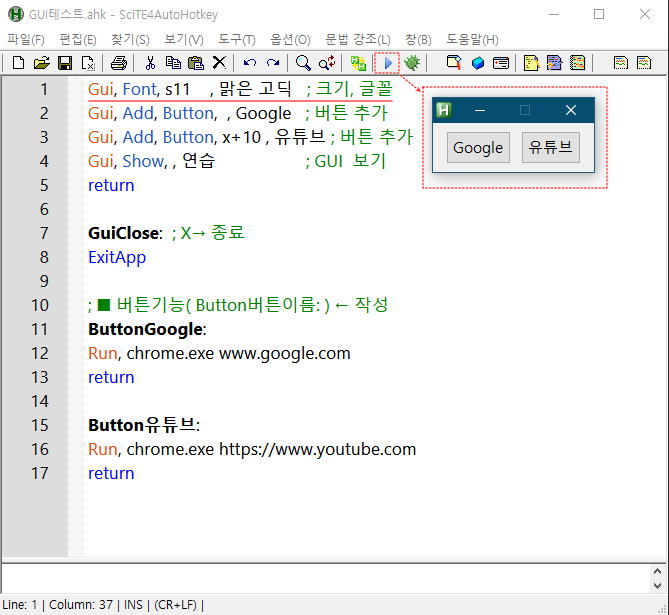 GUI테스트.ahk - SciTE4AutoHotkey
파일(F) 편집(E) 찾기(S) 보기(V) 도구(T) 옵션(O) 문법 강조(L) 창(B) 도움말(H)
1 Gui, Font, s11 , 맑은 고딕 ; 크기, 글꼴
2 Gui, Add, Button, , Google ; 버튼 추가
3 Gui, Add, Button, x+10 , 유튜브 ; 버튼 추가
4 Gui, Show, , 연습 ; GUI 보기
5 return
6
7 GuiClose: ; X→ 종료
8 ExitApp
9
10 ; ■ 버튼기능( Button버튼이름: ) ← 작성
11 ButtonGoogle:
12 Run, chrome.exe www.google.com
13 return
14
15 Button유튜브:
16 Run, chrome.exe https://www.youtube.com
17 return
H
Google 유튜브
Line: 1 | Column: 37 | INS | (CR+LF) |